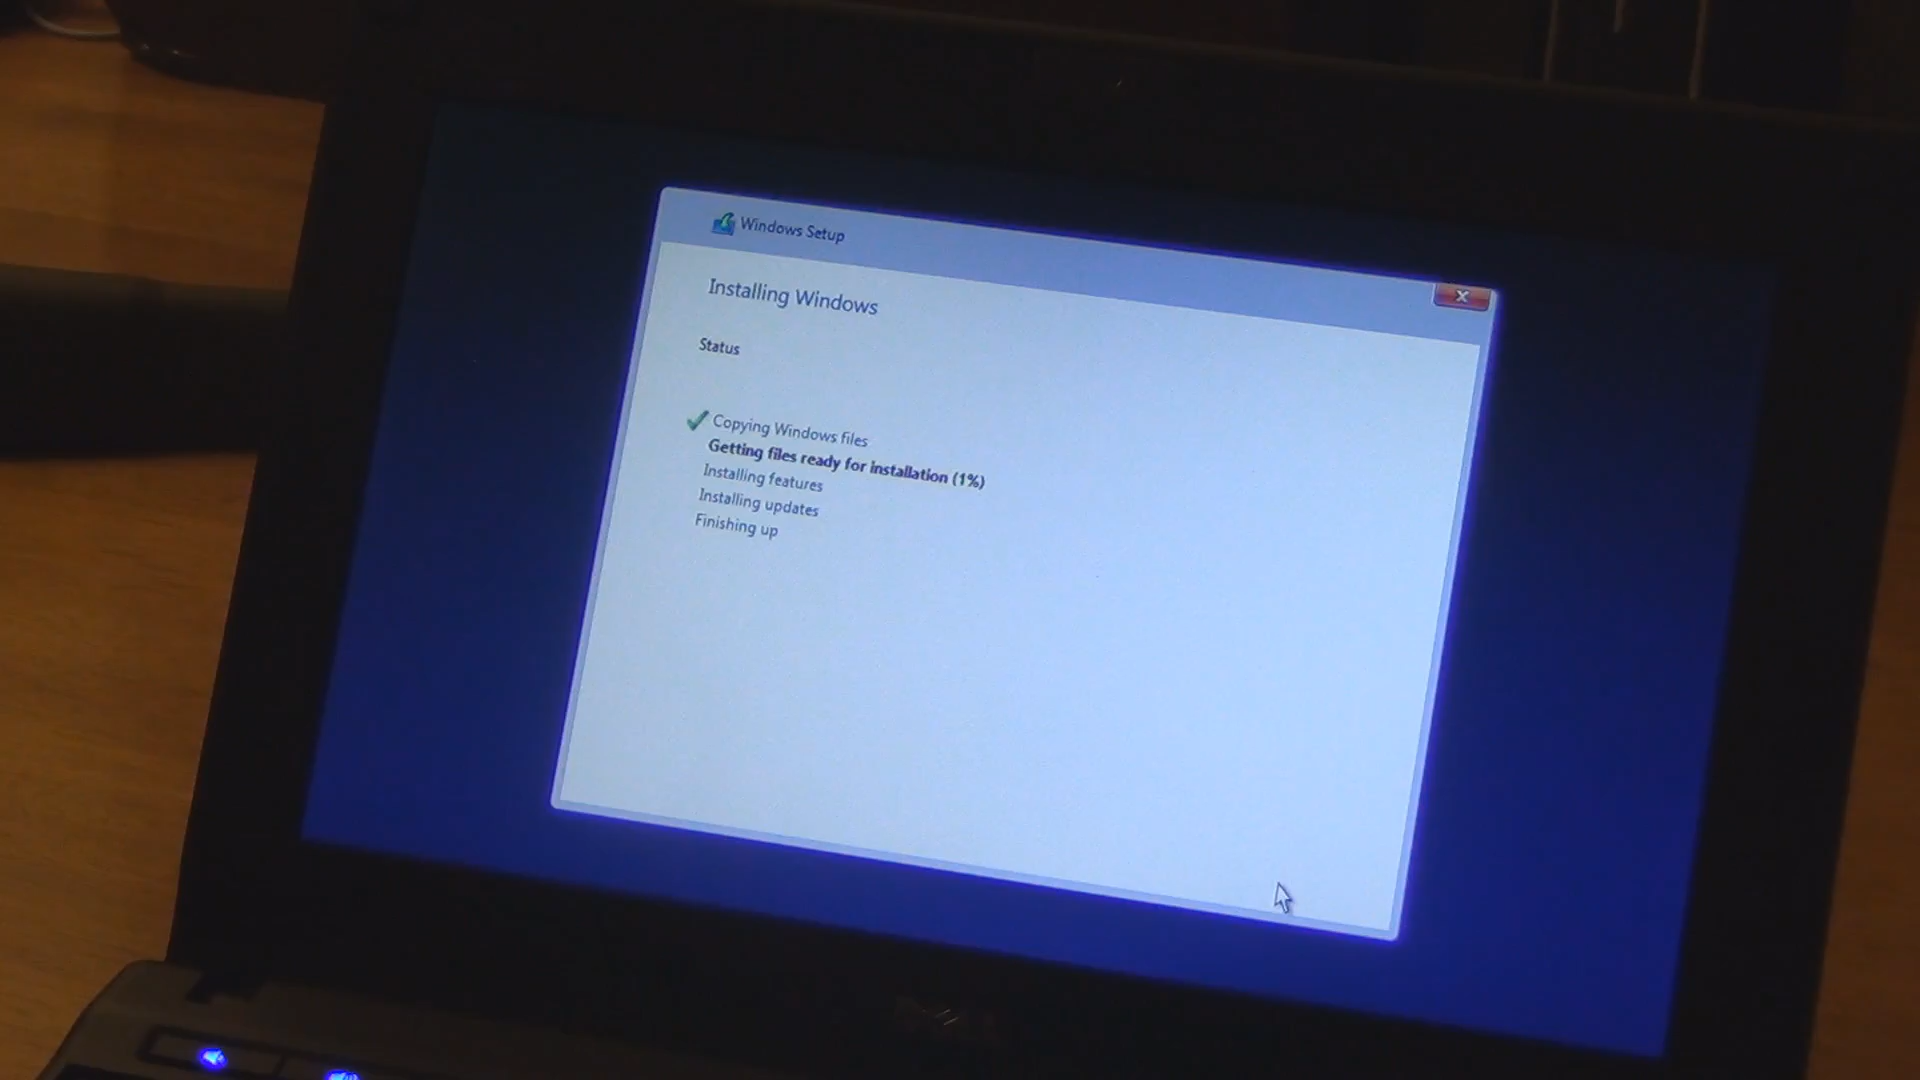 Windows Setup
Installing Windows
Status
Copying Windows files
Getting files ready for installation (1%)
Installing features
Installing updates
Finishing up